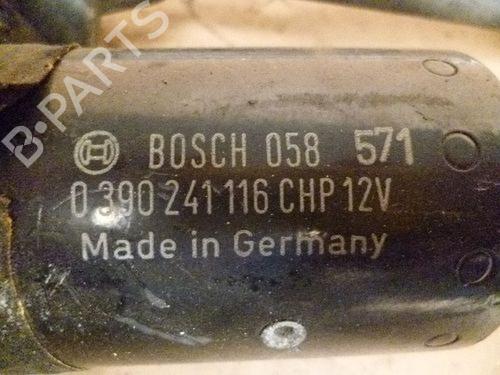 B-PARTS
BOSCH 058 571
0 390 241 116 CHP 12V
Made in Germany